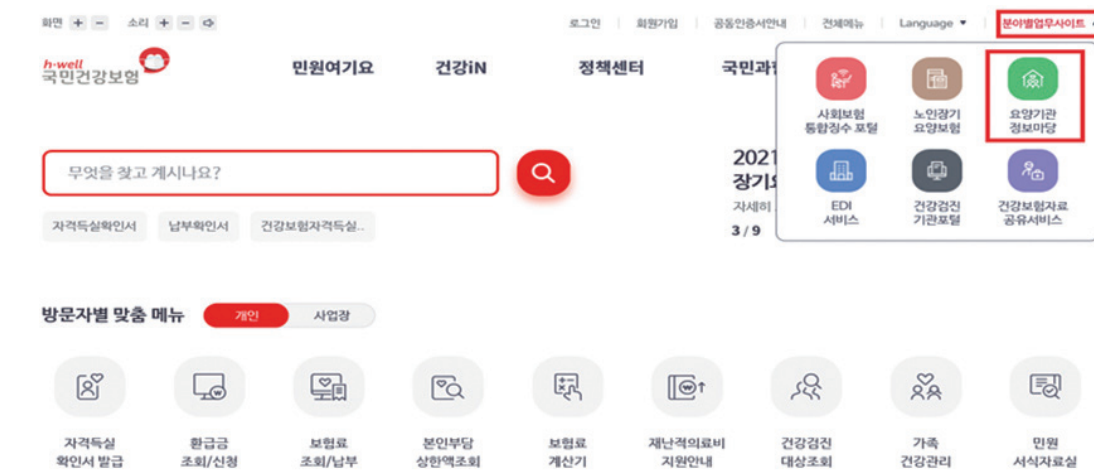 화면 + - 소리 + -
로그인 회원가입 공동인증서안내 전체메뉴 Language 분야별업무사이트
h·well
국민건강보험
민원여기요 건강iN 정책센터 국민과
사회보험
통합징수 포털
노인장기
요양보험
요양기관
정보마당
무엇을 찾고 계시나요?
2021
장기요
자세히
3 / 9
EDI
서비스
건강검진
기관포털
건강보험자료
공유서비스
자격득실확인서 납부확인서 건강보험자격득실..
방문자별 맞춤 메뉴 개인 사업장
자격득실
확인서 발급
환급금
조회/신청
보험료
조회/납부
본인부담
상한액조회
보험료
계산기
재난적의료비
지원안내
건강검진
대상조회
가족
건강관리
민원
서식자료실